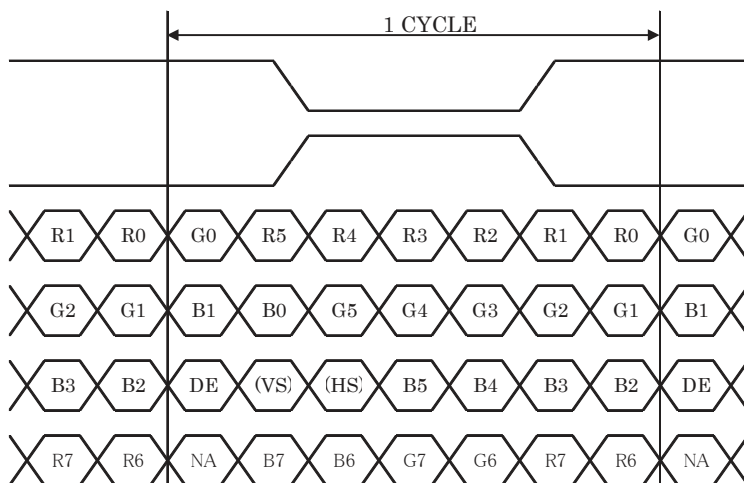 1 CYCLE
R1 R0 G0 R5 R4 R3 R2 R1 R0 G0
G2 G1 B1 B0 G5 G4 G3 G2 G1 B1
B3 B2 DE (VS) (HS) B5 B4 B3 B2 DE
R7 R6 NA B7 B6 G7 G6 R7 R6 NA